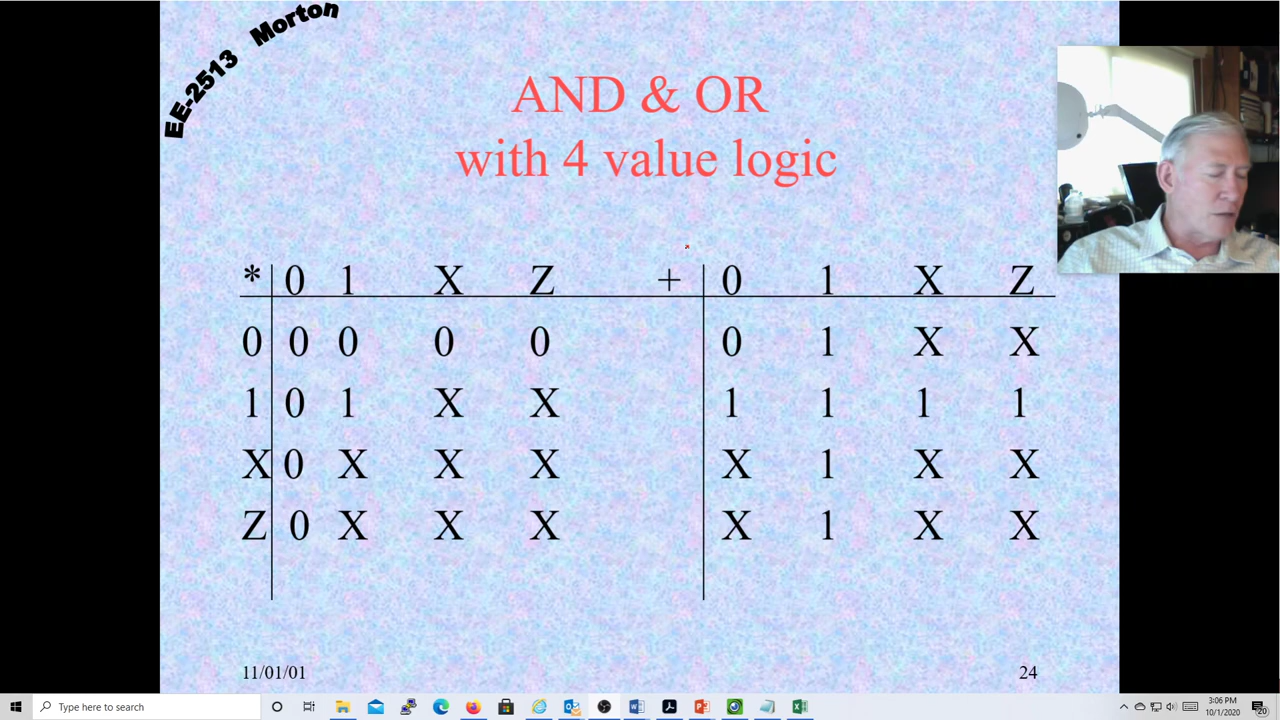 EE-2513 Morton
AND & OR
with 4 value logic
* 0 1 X Z + 0 1 X Z
0 0 0 0 0 0 1 X X
1 0 1 X X 1 1 1 1
X 0 X X X X 1 X X
Z 0 X X X X 1 X X
11/01/01 24
Type here to search
3:06 PM
10/1/2020
20